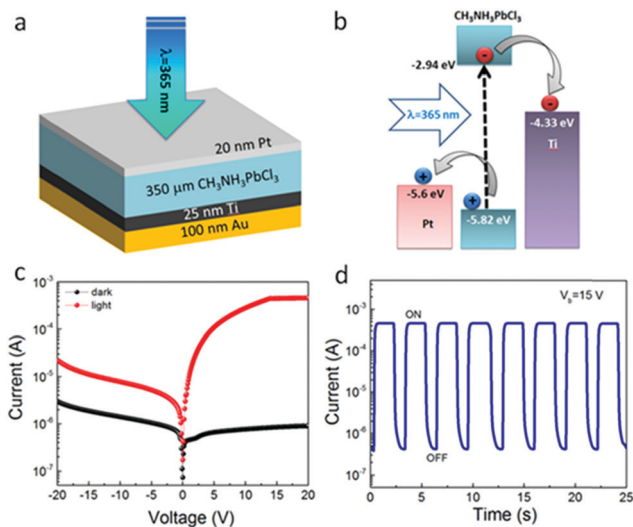 a
λ=365 nm
20 nm Pt
350 μm CH₃NH₃PbCl₃
25 nm Ti
100 nm Au
b
CH₃NH₃PbCl₃
-
-2.94 eV
λ=365 nm
-
-4.33 eV
Ti
+
-5.6 eV
Pt
+
-5.82 eV
c
dark
light
Current (A)
10⁻³
10⁻⁴
10⁻⁵
10⁻⁶
10⁻⁷
-20 -15 -10 -5 0 5 10 15 20
Voltage (V)
d
V_b=15 V
ON
OFF
Current (A)
10⁻³
10⁻⁴
10⁻⁵
10⁻⁶
10⁻⁷
0 5 10 15 20 25
Time (s)